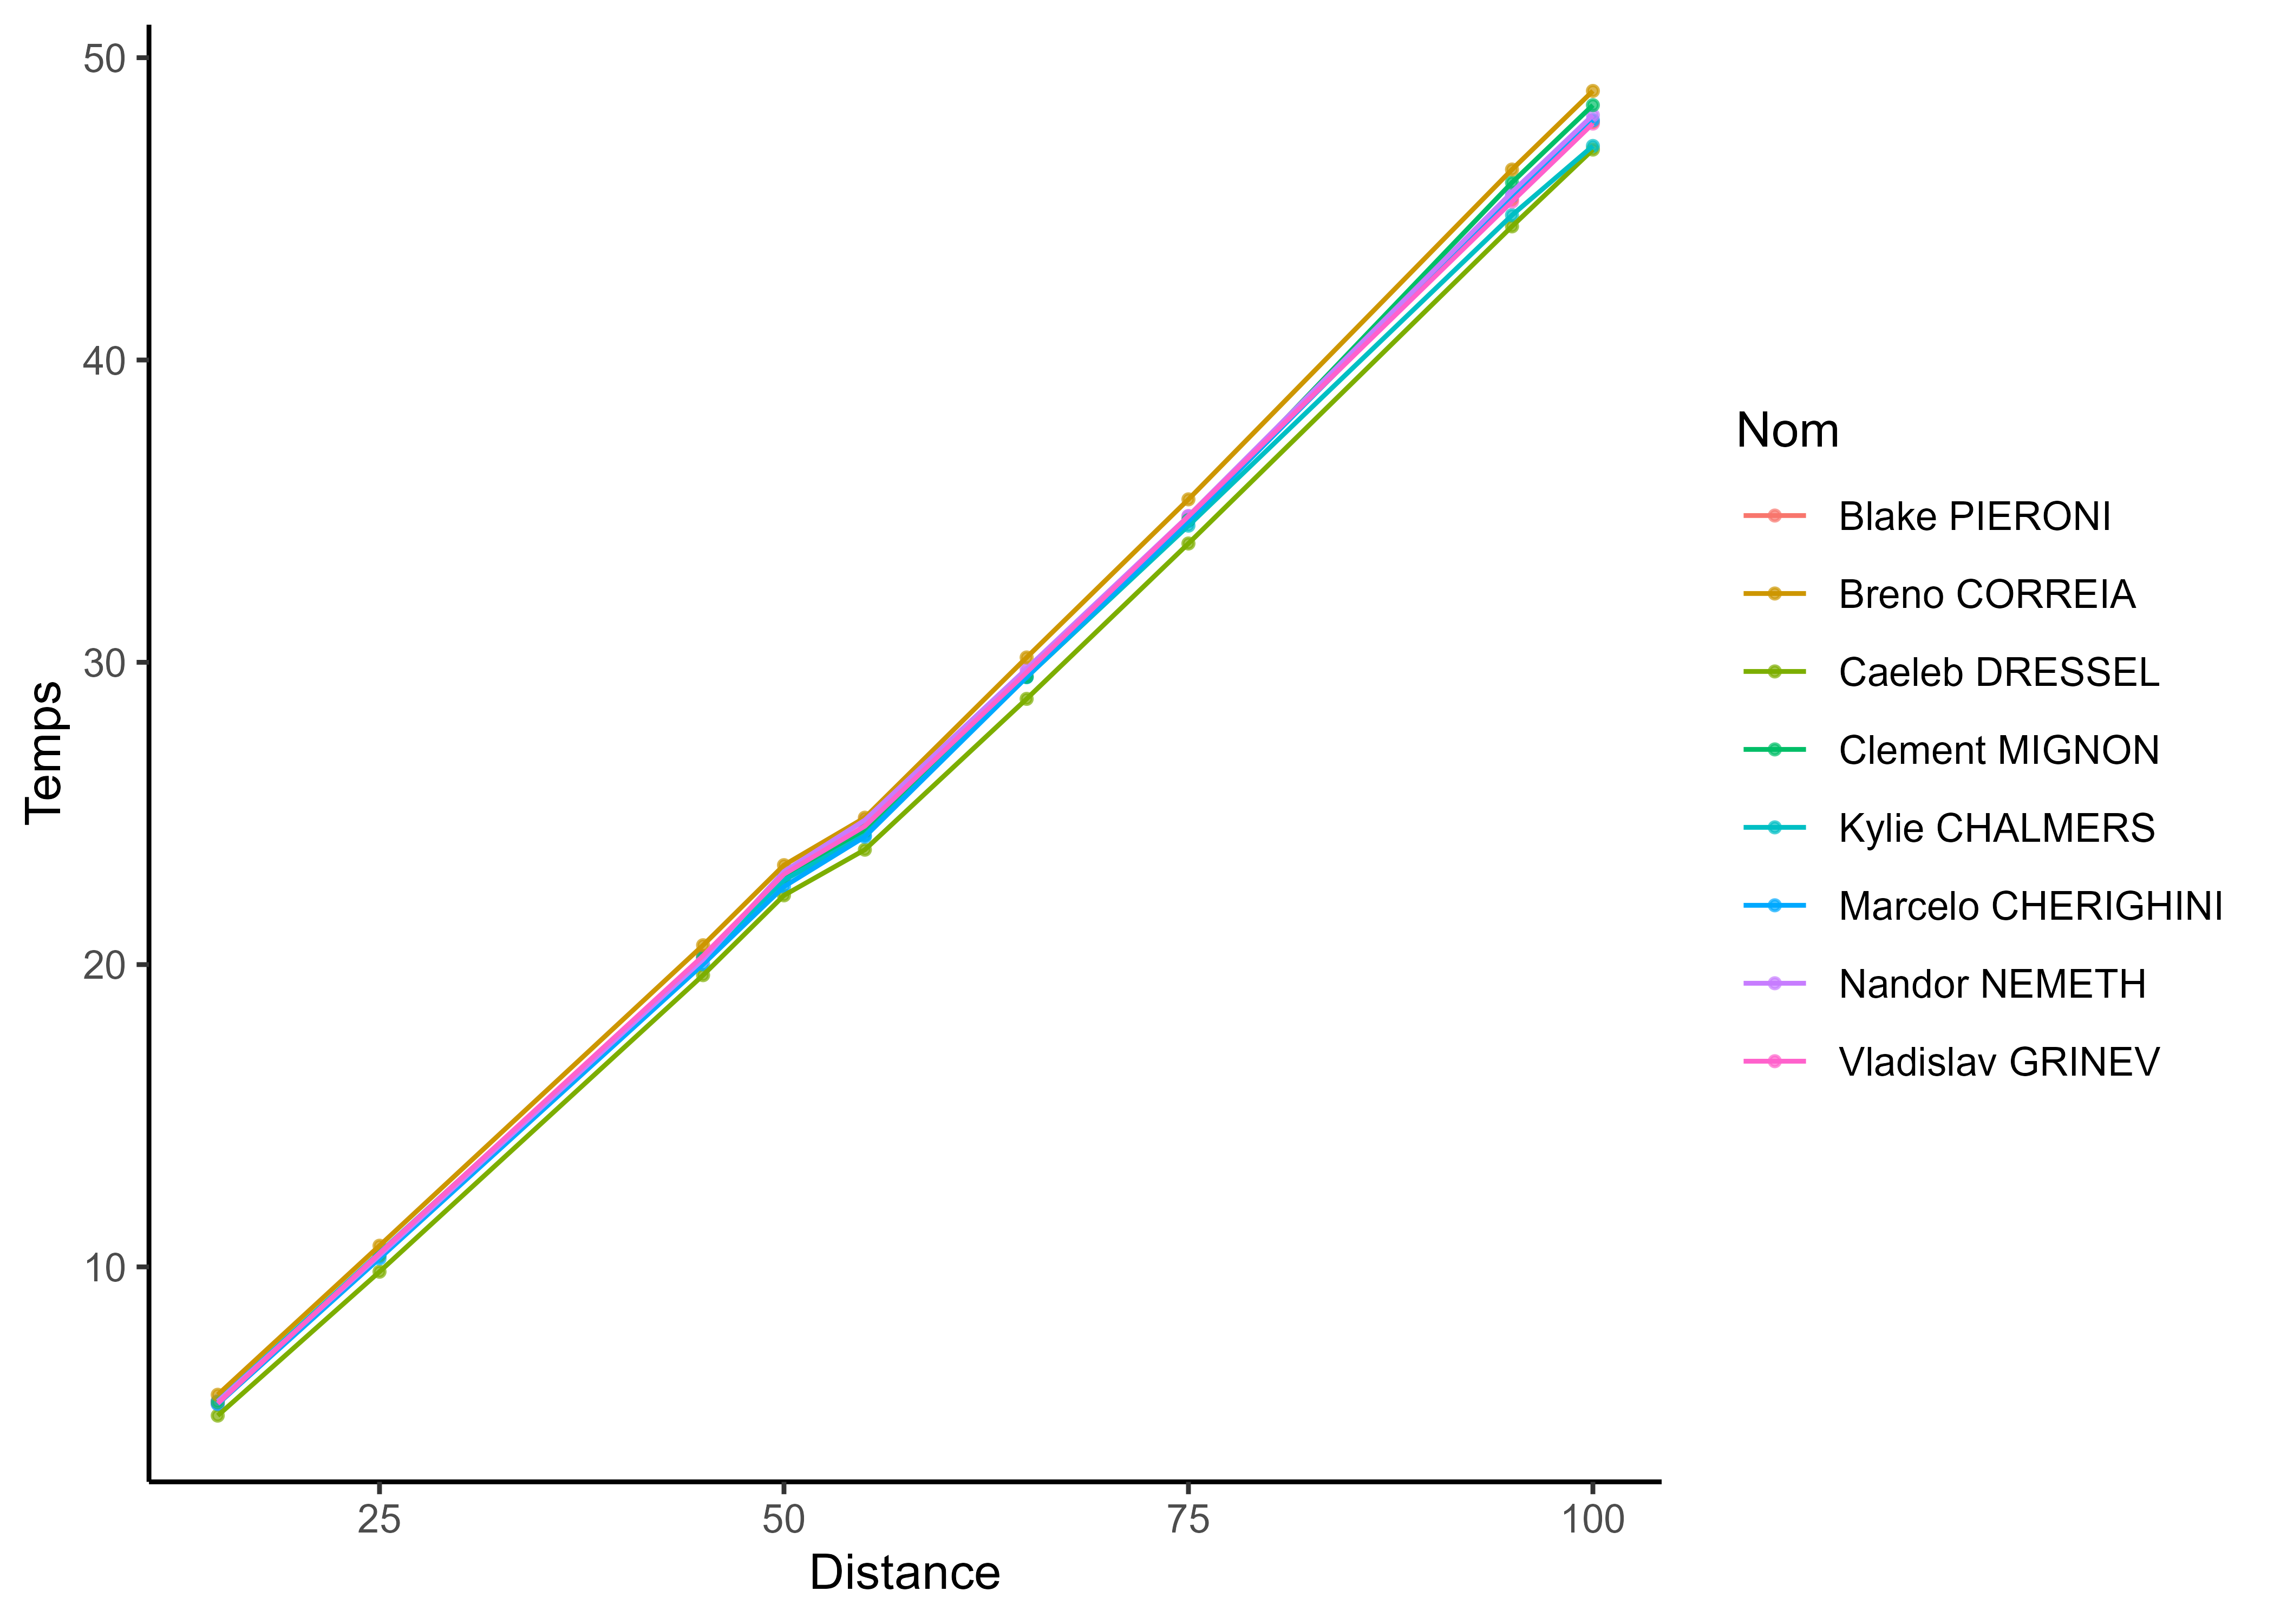 50
40
30
20
10
Temps
25
50
75
100
Distance
Nom
Blake PIERONI
Breno CORREIA
Caeleb DRESSEL
Clement MIGNON
Kylie CHALMERS
Marcelo CHERIGHINI
Nandor NEMETH
Vladislav GRINEV